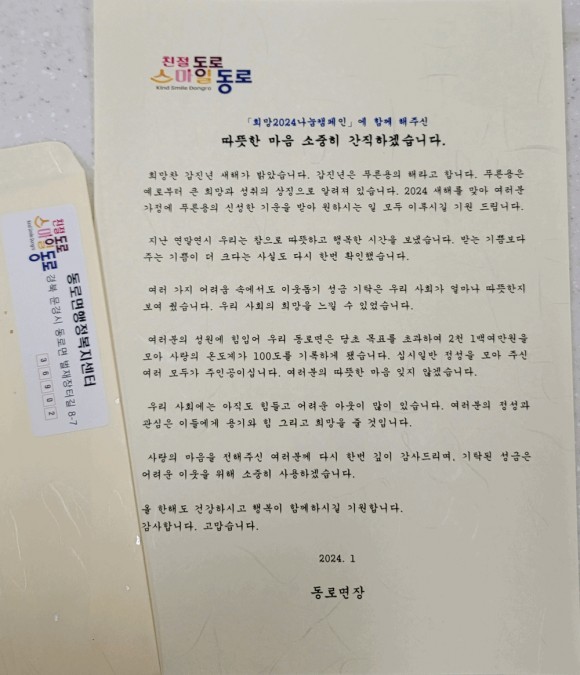 친절 동로
스마일 동로
Kind Smile Dongro
「희망2024나눔캠페인」에 함께 해주신
따뜻한 마음 소중히 간직하겠습니다.
희망찬 갑진년 새해가 밝았습니다. 갑진년은 푸른용의 해라고 합니다. 푸른용은
예로부터 큰 희망과 성취의 상징으로 알려져 있습니다. 2024 새해를 맞아 여러분
가정에 푸른용의 신성한 기운을 받아 원하시는 일 모두 이루시길 기원 드립니다.
지난 연말연시 우리는 참으로 따뜻하고 행복한 시간을 보냈습니다. 받는 기쁨보다
주는 기쁨이 더 크다는 사실도 다시 한번 확인했습니다.
여러 가지 어려움 속에서도 이웃돕기 성금 기탁은 우리 사회가 얼마나 따뜻한지
보여 줬습니다. 우리 사회의 희망을 느낄 수 있었습니다.
여러분의 성원에 힘입어 우리 동로면은 당초 목표를 초과하여 2천 1백여만원을
모아 사랑의 온도계가 100도를 기록하게 됐습니다. 십시일반 정성을 모아 주신
여러 모두가 주인공이십니다. 여러분의 따뜻한 마음 잊지 않겠습니다.
우리 사회에는 아직도 힘들고 어려운 이웃이 많이 있습니다. 여러분의 정성과
관심은 이들에게 용기와 힘 그리고 희망을 줄 것입니다.
사랑의 마음을 전해주신 여러분께 다시 한번 깊이 감사드리며, 기탁된 성금은
어려운 이웃을 위해 소중히 사용하겠습니다.
올 한해도 건강하시고 행복이 함께하시길 기원합니다.
감사합니다. 고맙습니다.
2024. 1
동로면장
친절 동로
스마일 동로
동로면행정복지센터
경북 문경시 동로면 벌재장터길 8-7
36902